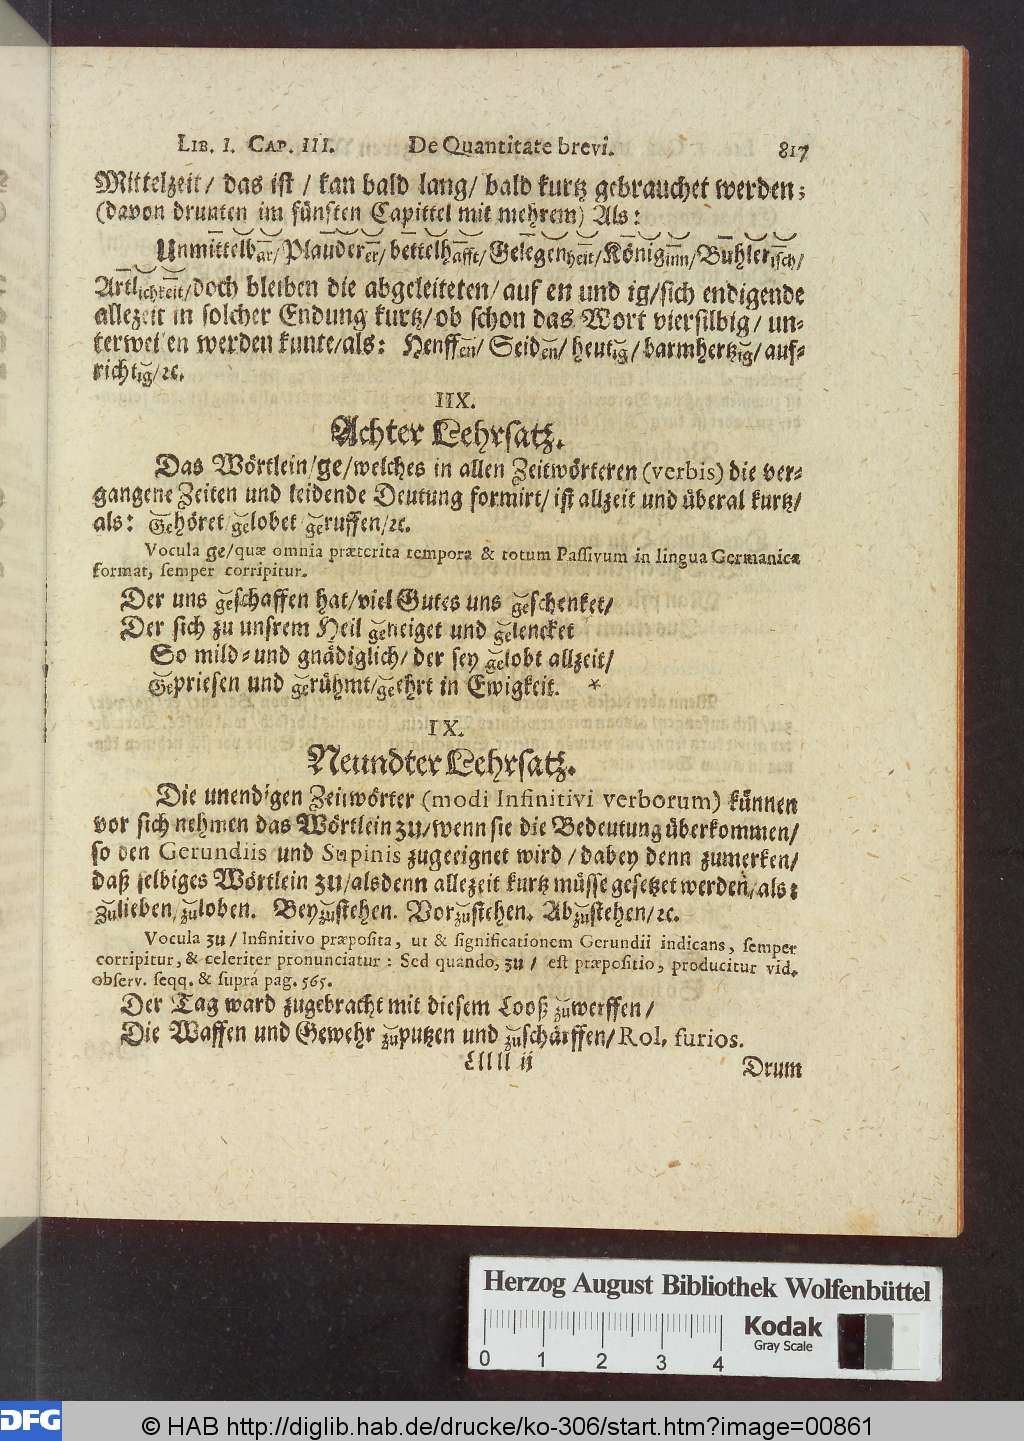 LIB. I. CAP. III. De Quantitate brevi. 817
Mittelzeit/ das ist / kan bald lang/ bald kurtz gebrauchet werden;
(davon drunten im fünften Capittel mit mehrem) Als:
Unmittelbar/Plauderer/bettelhafft/Gelegenheit/Königinn/Buhlerisch/
Artlichkeit/doch bleiben die abgeleiteten/auf en und ig/sich endigende
allezeit in solcher Endung kurtz/ob schon das Wort viersilbig/ un-
terweilen werden kunte/als: Henffen/ Seiden/ heutig/ barmhertzig/auf-
richtig/ꝛc.
IIX.
Achter Lehrsatz.
Das Wörtlein/ge/welches in allen Zeitwörteren (verbis) die ver-
gangene Zeiten und leidende Deutung formirt/ ist allzeit und überal kurtz/
als: Gehöret/gelobet/geruffen/ꝛc.
Vocula ge/quæ omnia præterita tempora & totum Passivum in lingua Germanica
format, semper corripitur.
Der uns geschaffen hat/viel Gutes uns geschenket/
Der sich zu unsrem Heil geneiget und gelencket
So mild- und gnädiglich/ der sey gelobt allzeit/
Gepriesen und gerühmt/geehrt in Ewigkeit. *
IX.
Neundter Lehrsatz.
Die unendigen Zeitwörter (modi Infinitivi verborum) künnen
vor sich nehmen das Wörtlein zu/wenn sie die Bedeutung überkommen/
so den Gerundiis und Supinis zugeeignet wird /dabey denn zumerken/
daß selbiges Wörtlein zu/alsdenn allezeit kurtz müsse gesetzet werden/als:
Zulieben/zuloben. Beyzustehen. Vorzustehen. Abzustehen/ꝛc.
Vocula zu/ Infinitivo præposita, ut & significationem Gerundii indicans, semper
corripitur, & celeriter pronunciatur: Sed quando, zu/ est præpositio, producitur vid.
observ. seqq. & suprá pag. 565.
Der Tag ward zugebracht mit diesem Looß zuwerffen/
Die Waffen und Gewehr zuputzen und zuschärffen/Rol. furios.
Lllll ii Drum
Herzog August Bibliothek Wolfenbüttel
Kodak
Gray Scale
0 1 2 3 4
DFG © HAB http://diglib.hab.de/drucke/ko-306/start.htm?image=00861